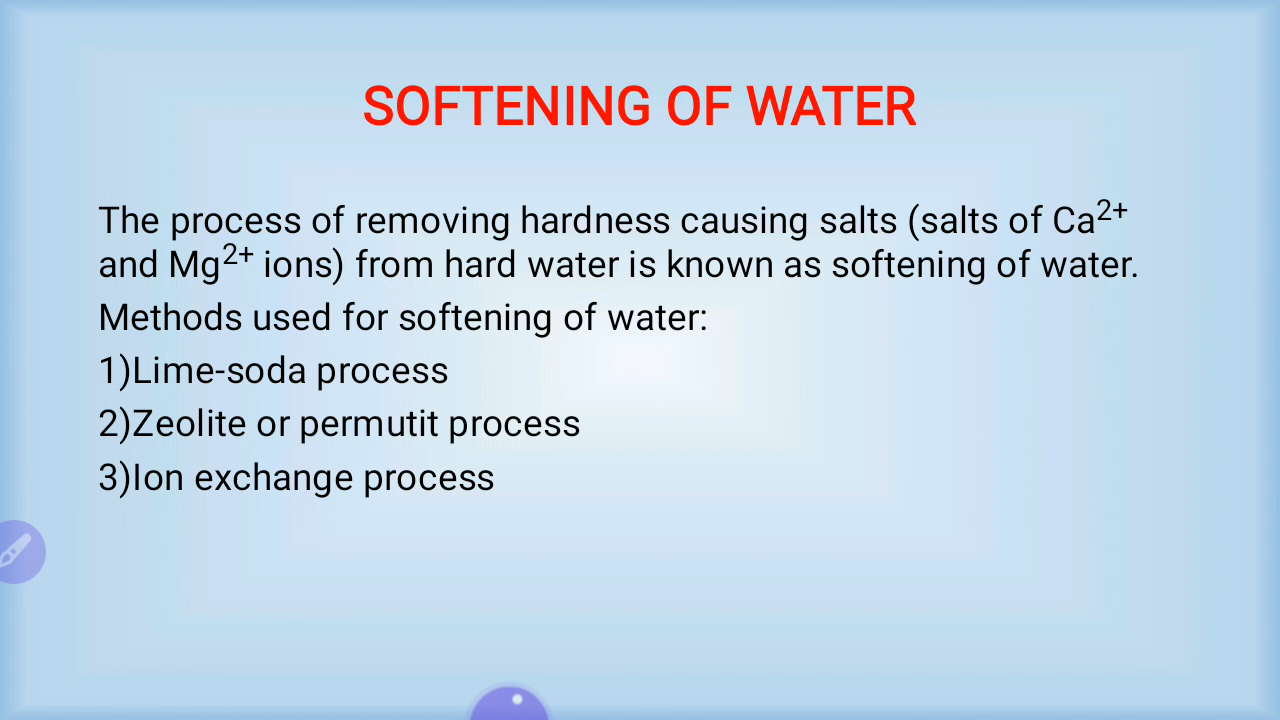 SOFTENING OF WATER
The process of removing hardness causing salts (salts of Ca²⁺
and Mg²⁺ ions) from hard water is known as softening of water.
Methods used for softening of water:
1)Lime-soda process
2)Zeolite or permutit process
3)Ion exchange process